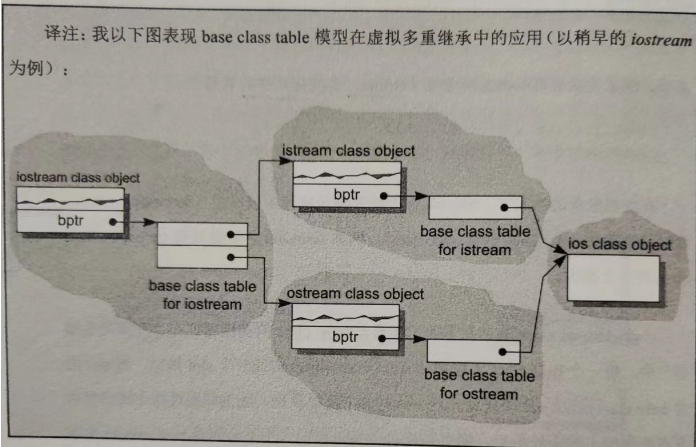 译注：我以下图表现 base class table 模型在虚拟多重继承中的应用（以稍早的 iostream
为例）：
istream class object
iostream class object
bptr
bptr
base class table
for istream
ios class object
base class table
for iostream
ostream class object
bptr
base class table
for ostream